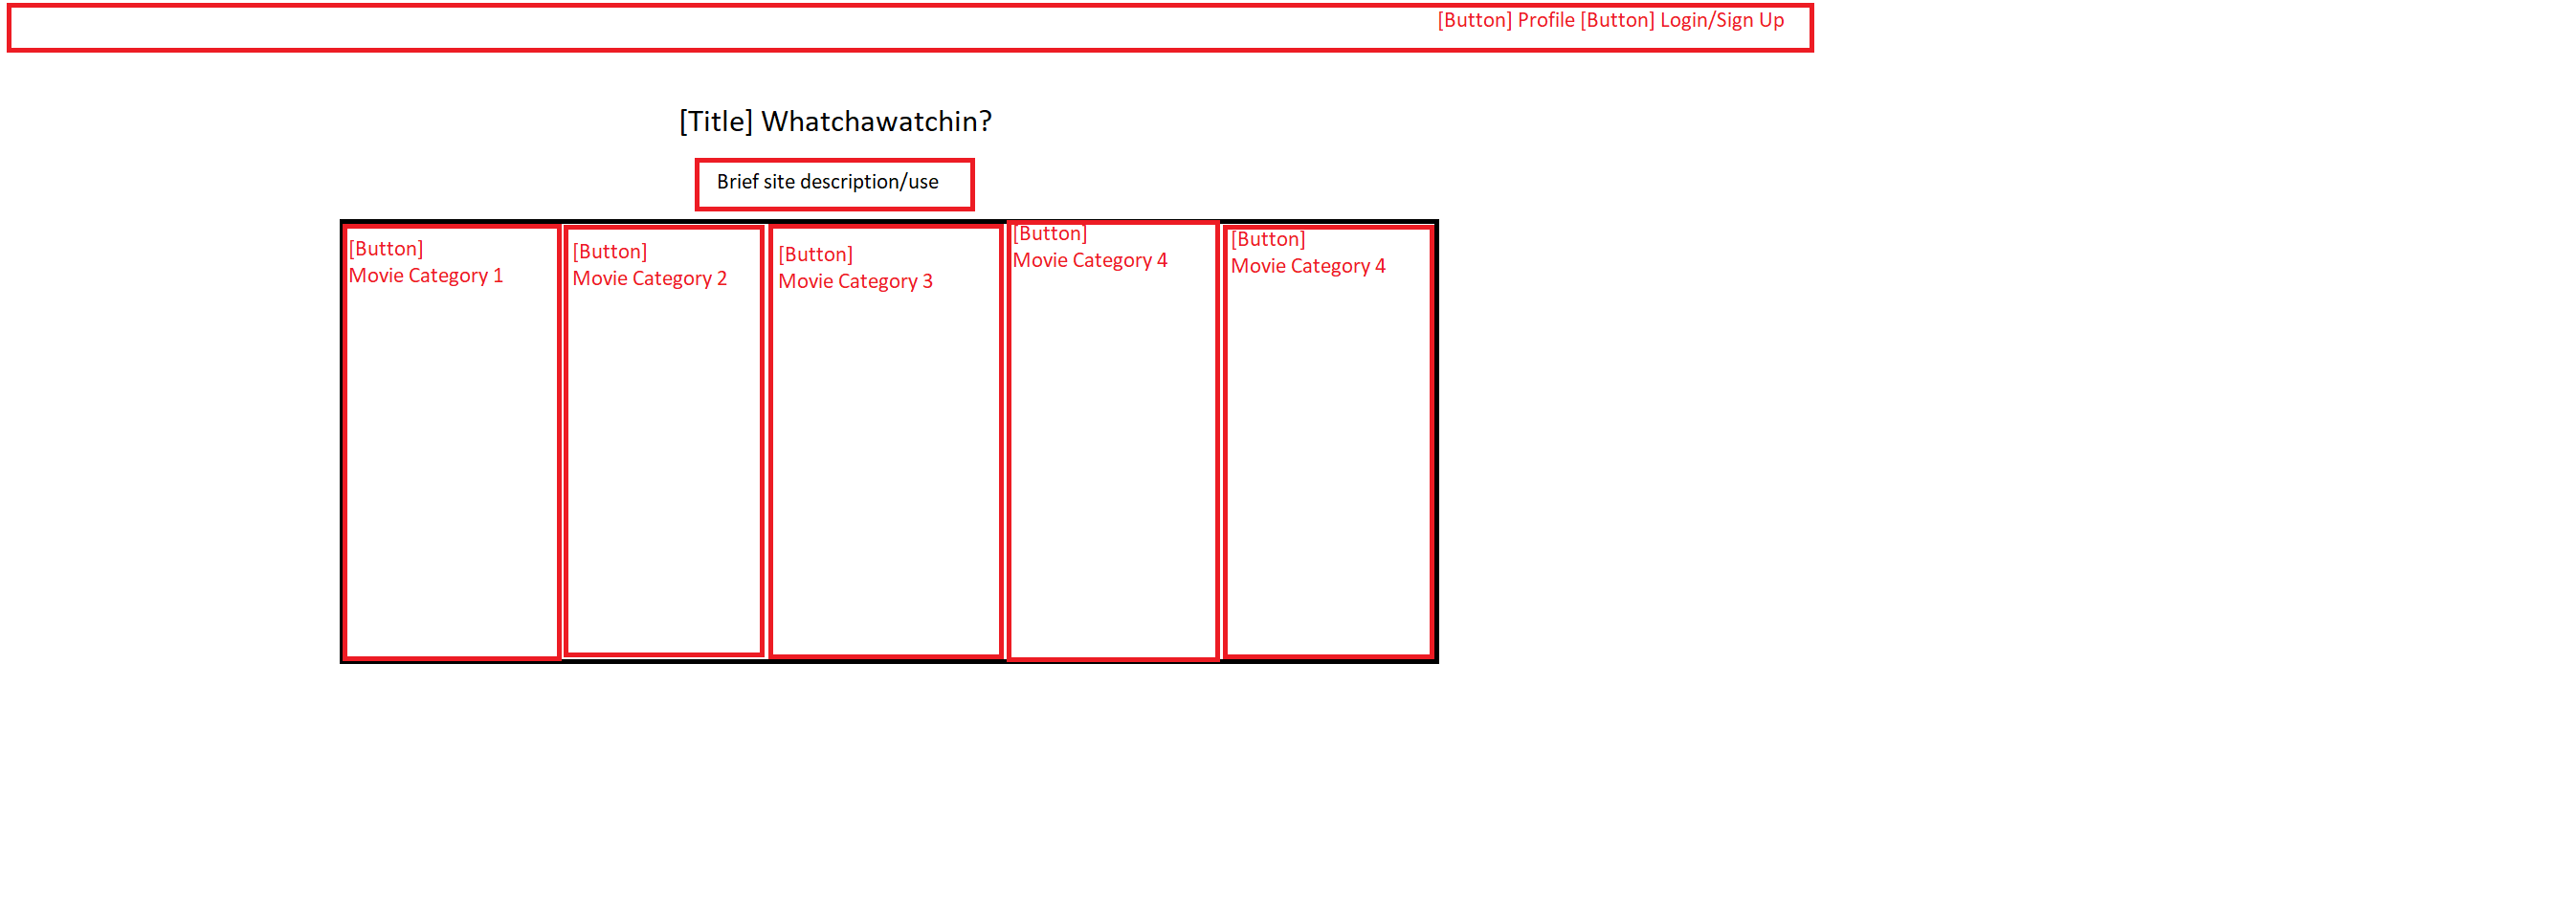 [Button] Profile [Button] Login/Sign Up
[Title] Whatchawatchin?
Brief site description/use
[Button]
Movie Category 1
[Button]
Movie Category 2
[Button]
Movie Category 3
[Button]
Movie Category 4
[Button]
Movie Category 4